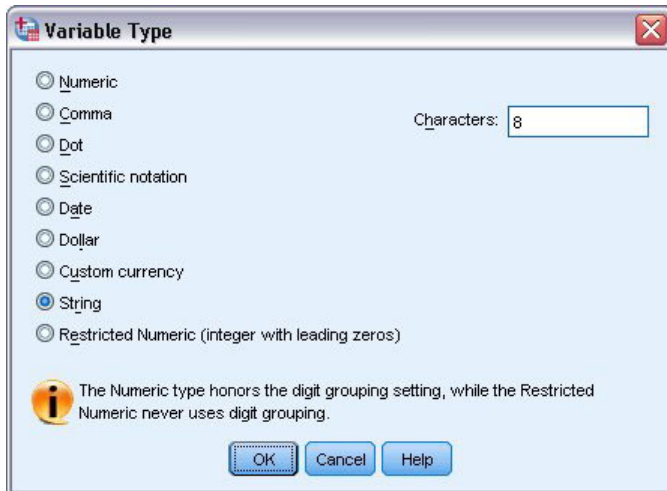 Variable Type
Numeric
Comma
Characters: 8
Dot
Scientific notation
Date
Dollar
Custom currency
String
Restricted Numeric (integer with leading zeros)
The Numeric type honors the digit grouping setting, while the Restricted
Numeric never uses digit grouping.
OK Cancel Help